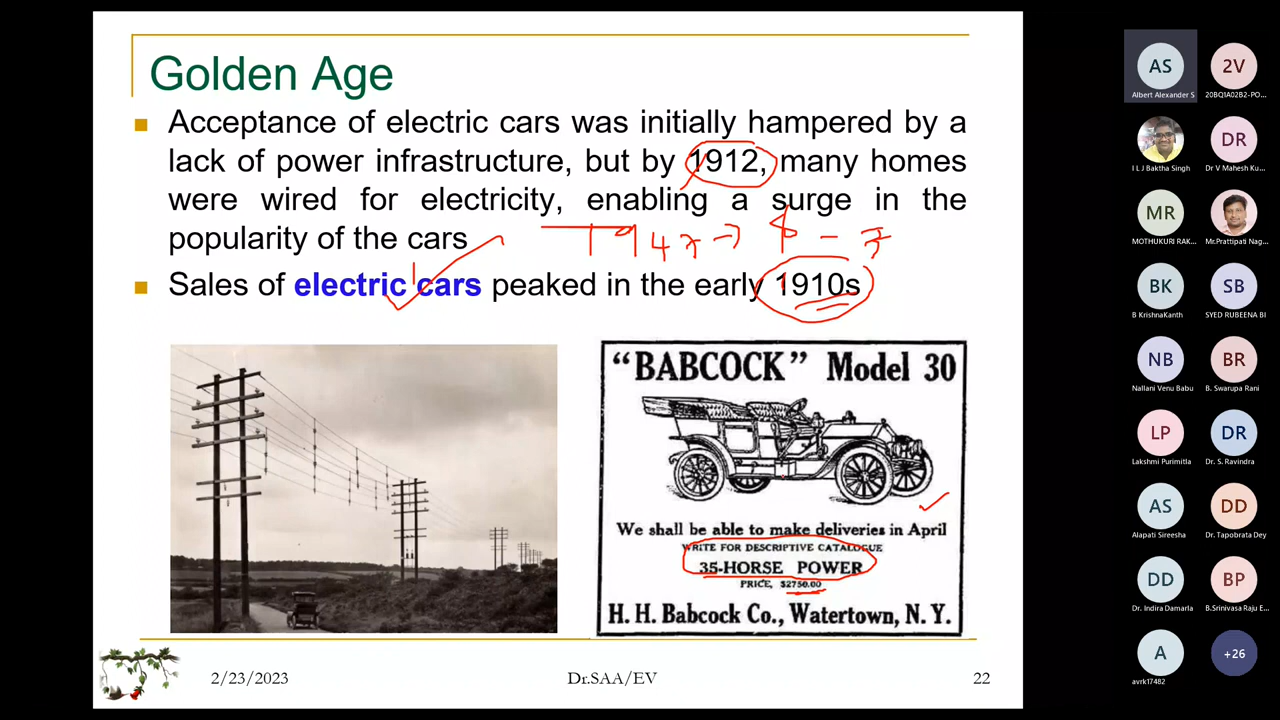 Golden Age
Acceptance of electric cars was initially hampered by a
lack of power infrastructure, but by 1912, many homes
were wired for electricity, enabling a surge in the
popularity of the cars
1947 → $ - ₹
Sales of electric cars peaked in the early 1910s
"BABCOCK" Model 30
We shall be able to make deliveries in April
WRITE FOR DESCRIPTIVE CATALOGUE
35-HORSE POWER
PRICE, $2750.00
H. H. Babcock Co., Watertown, N. Y.
2/23/2023
Dr.SAA/EV
22
AS
Albert Alexander S
2V
20BQ1A02B2-PO...
I L J Baktha Singh
DR
Dr V Mahesh Ku...
MR
MOTHUKURI RAK...
Mr.Prattipati Nag...
BK
B KrishnaKanth
SB
SYED RUBEENA BI
NB
Nallani Venu Babu
BR
B. Swarupa Rani
LP
Lakshmi Purimitla
DR
Dr. S. Ravindra
AS
Alapati Sireesha
DD
Dr. Tapobrata Dey
DD
Dr. Indira Damarla
BP
B.Srinivasa Raju E...
A
avrk17482
+26